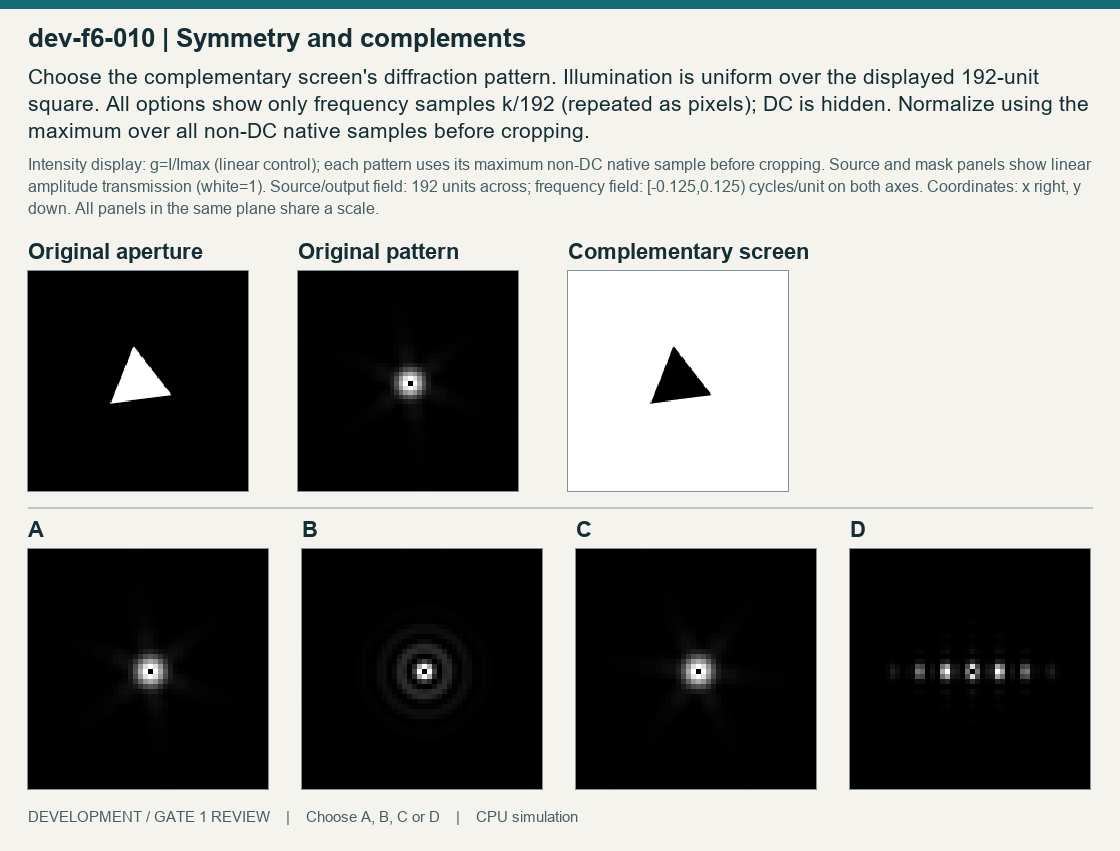 dev-f6-010 | Symmetry and complements
Choose the complementary screen's diffraction pattern. Illumination is uniform over the displayed 192-unit
square. All options show only frequency samples k/192 (repeated as pixels); DC is hidden. Normalize using the
maximum over all non-DC native samples before cropping.
Intensity display: g=I/Imax (linear control); each pattern uses its maximum non-DC native sample before cropping. Source and mask panels show linear
amplitude transmission (white=1). Source/output field: 192 units across; frequency field: [-0.125,0.125) cycles/unit on both axes. Coordinates: x right, y
down. All panels in the same plane share a scale.
Original aperture
Original pattern
Complementary screen
A
B
C
D
DEVELOPMENT / GATE 1 REVIEW | Choose A, B, C or D | CPU simulation